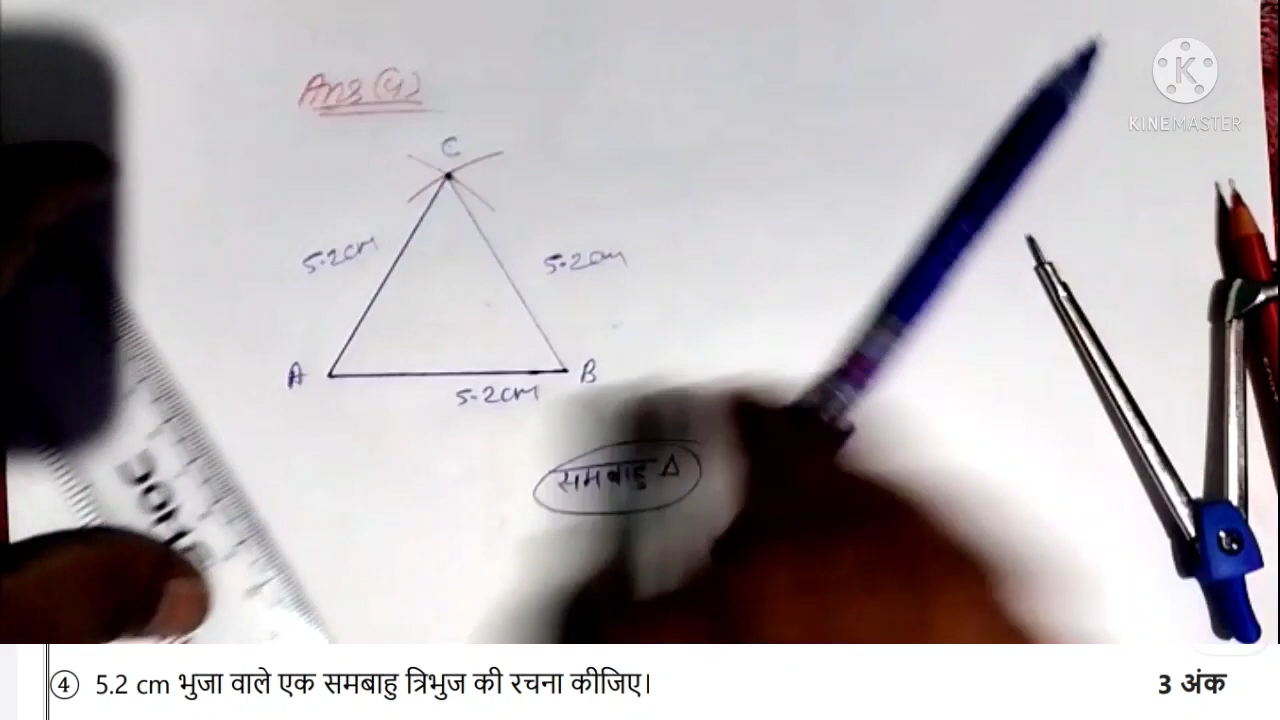 Ans (4)
KINEMASTER
C
5.2cm
5.2cm
A
B
5.2cm
समबाहु Δ
④ 5.2 cm भुजा वाले एक समबाहु त्रिभुज की रचना कीजिए।
3 अंक